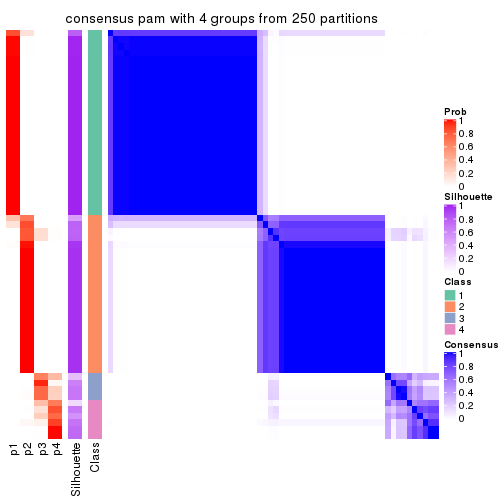 consensus pam with 4 groups from 250 partitions
Prob
1
0.8
0.6
0.4
0.2
0
Silhouette
1
0.8
0.6
0.4
0.2
0
Class
1
2
3
4
Consensus
1
0.8
0.6
0.4
0.2
0
p1
p2
p3
p4
Silhouette
Class